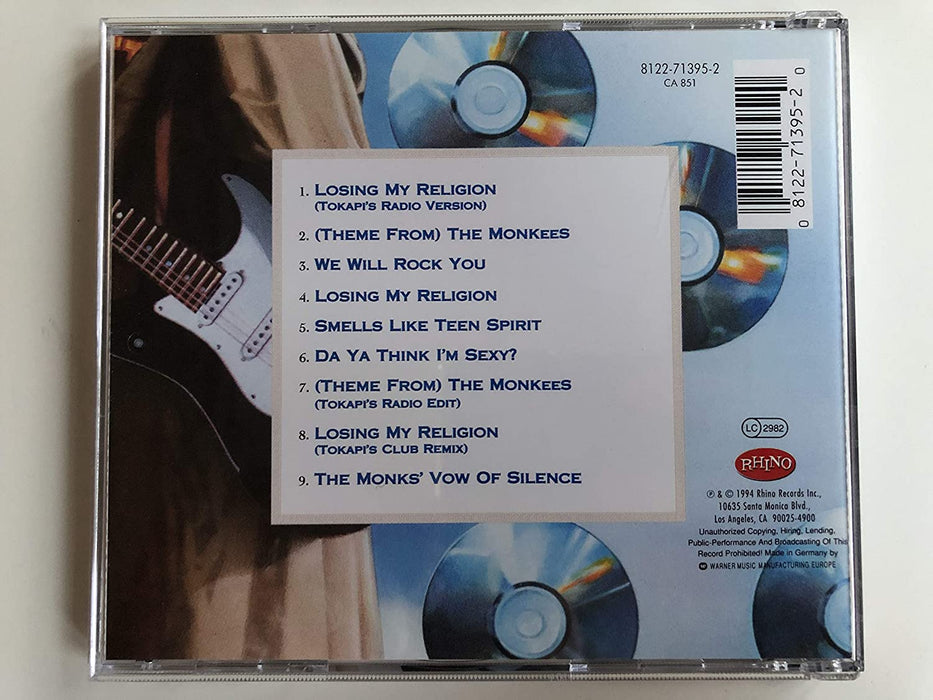 8122-71395-2
CA 851
0 8122-71395-2 0
1. LOSING MY RELIGION
(TOKAPI'S RADIO VERSION)
2. (THEME FROM) THE MONKEES
3. WE WILL ROCK YOU
4. LOSING MY RELIGION
5. SMELLS LIKE TEEN SPIRIT
6. DA YA THINK I'M SEXY?
7. (THEME FROM) THE MONKEES
(TOKAPI'S RADIO EDIT)
8. LOSING MY RELIGION
(TOKAPI'S CLUB REMIX)
9. THE MONKS' VOW OF SILENCE
LC 2982
RHINO
℗ & © 1994 Rhino Records Inc.,
10635 Santa Monica Blvd.,
Los Angeles, CA 90025-4900
Unauthorized Copying, Hiring, Lending,
Public-Performance And Broadcasting Of This
Record Prohibited! Made in Germany by
WARNER MUSIC MANUFACTURING EUROPE